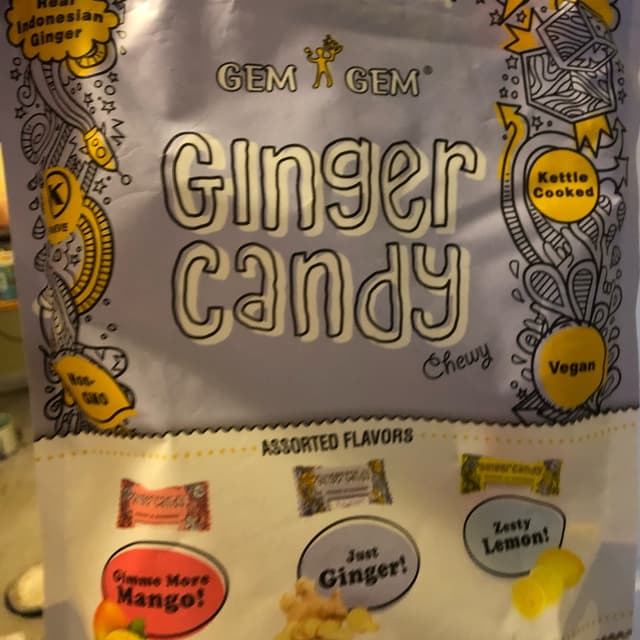 Real
Indonesian
Ginger
GEM GEM®
Ginger
Candy
Chewy
K
Kettle
Cooked
Vegan
Non-
GMO
ASSORTED FLAVORS
Gimme More
Mango!
Just
Ginger!
Zesty
Lemon!